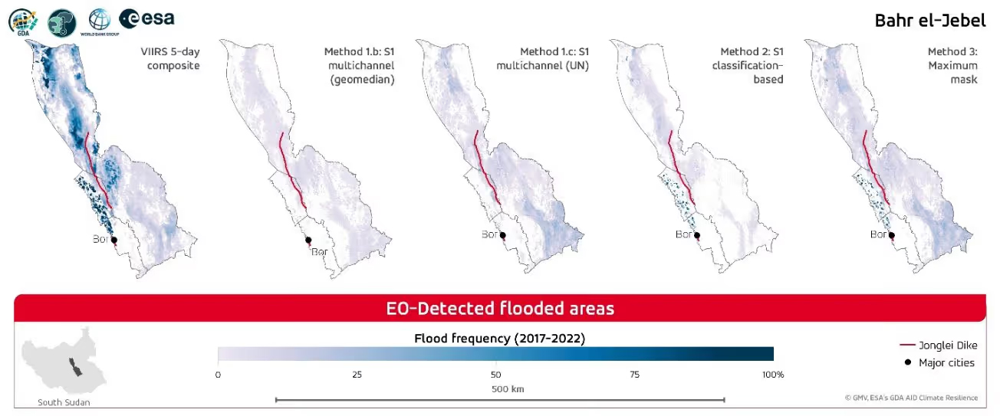 GDA
WORLD BANK GROUP
esa
Bahr el-Jebel
VIIRS 5-day
composite
Method 1.b: S1
multichannel
(geomedian)
Method 1.c: S1
multichannel (UN)
Method 2: S1
classification-
based
Method 3:
Maximum
mask
Bor
Bor
Bor
Bor
Bor
EO-Detected flooded areas
Flood frequency (2017-2022)
0
25
50
75
100%
500 km
Jonglei Dike
Major cities
South Sudan
© GMV, ESA's GDA AID Climate Resilience